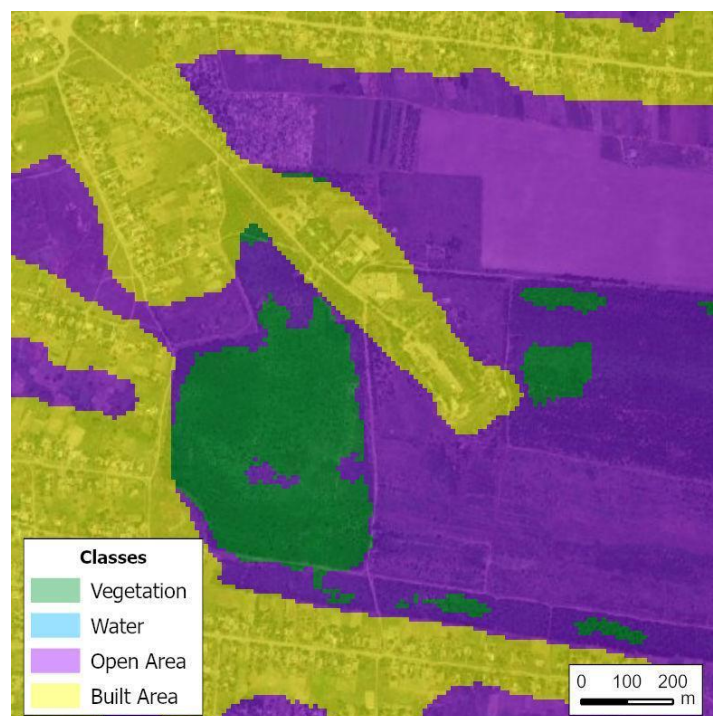 Classes
Vegetation
Water
Open Area
Built Area
0 100 200
m